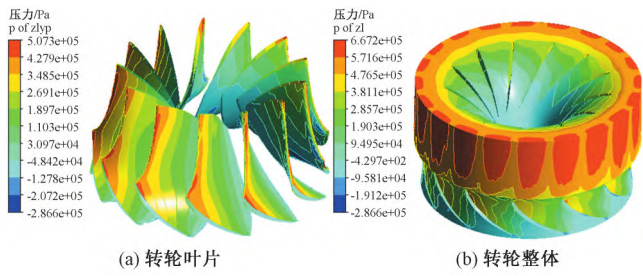 压力/Pa
p of zlyp
5.073e+05
4.279e+05
3.485e+05
2.691e+05
1.897e+05
1.103e+05
3.097e+04
-4.842e+04
-1.278e+05
-2.072e+05
-2.866e+05
(a) 转轮叶片
压力/Pa
p of zl
6.672e+05
5.716e+05
4.765e+05
3.811e+05
2.857e+05
1.903e+05
9.495e+04
-4.297e+02
-9.581e+04
-1.912e+05
-2.866e+05
(b) 转轮整体